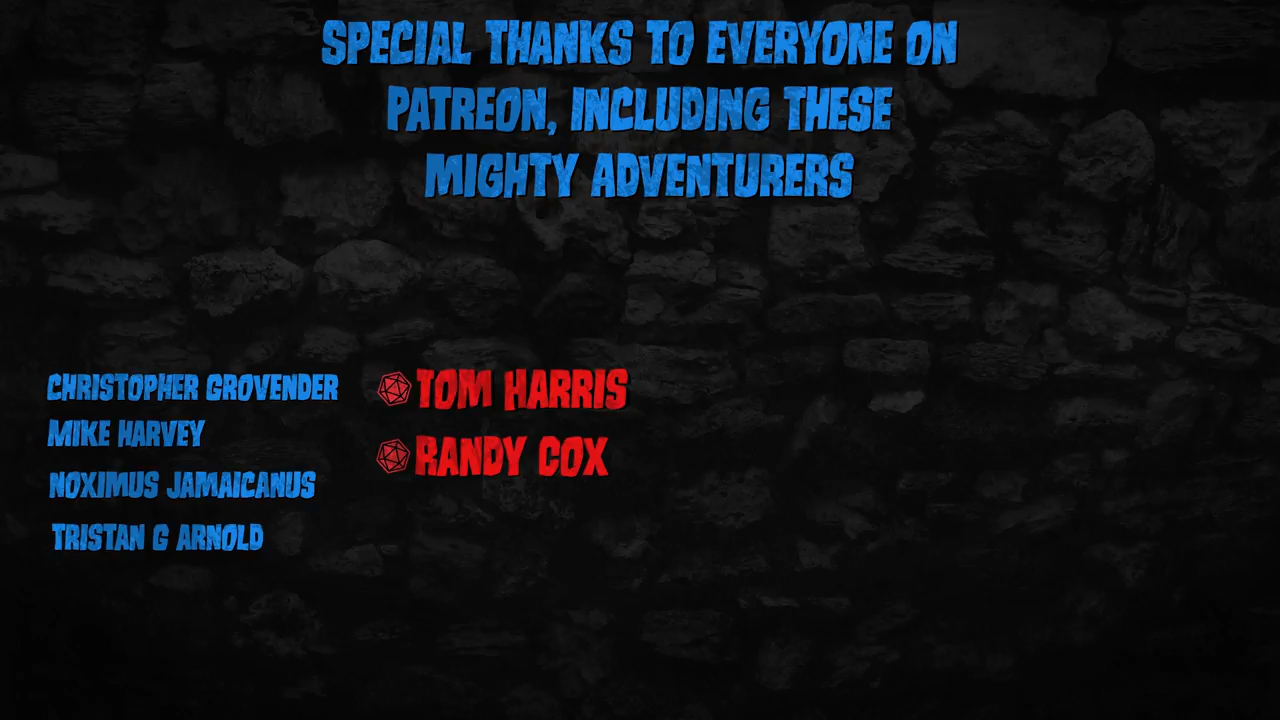 SPECIAL THANKS TO EVERYONE ON
PATREON, INCLUDING THESE
MIGHTY ADVENTURERS
CHRISTOPHER GROVENDER
MIKE HARVEY
NOXIMUS JAMAICANUS
TRISTAN G ARNOLD
TOM HARRIS
RANDY COX